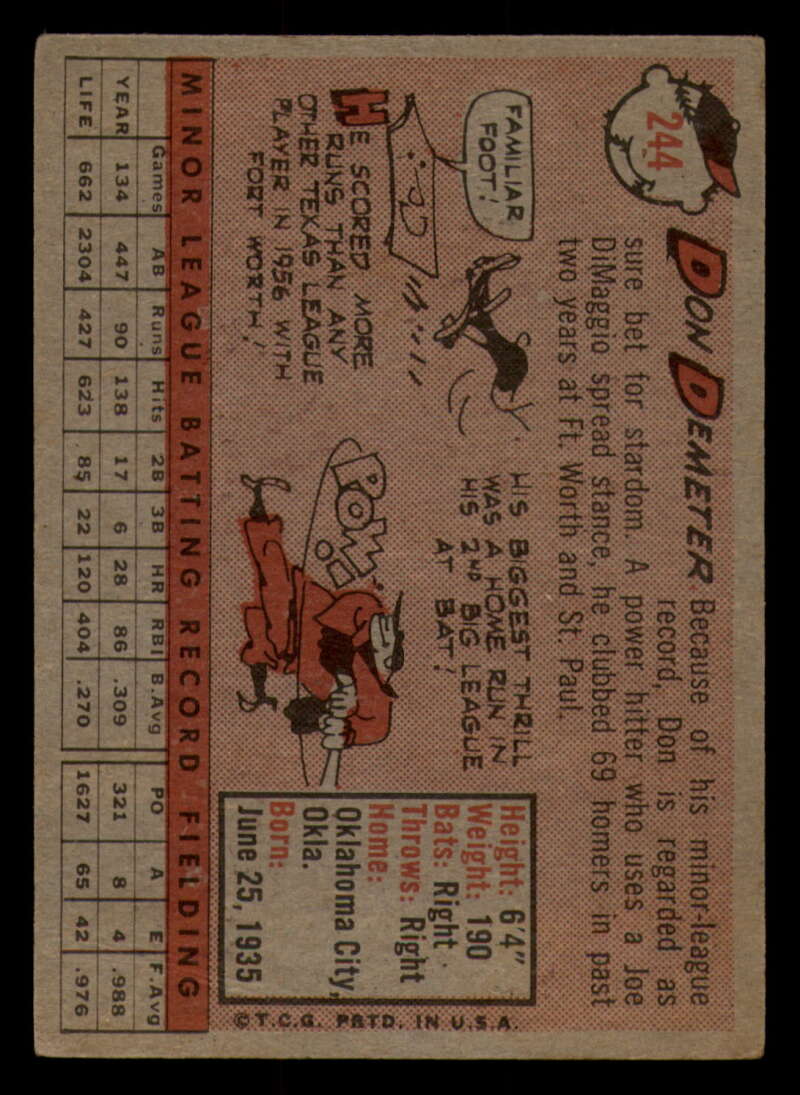 244
DON DEMETER
Because of his minor-league
record, Don is regarded as
sure bet for stardom. A power hitter who uses a Joe
DiMaggio spread stance, he clubbed 69 homers in past
two years at Ft. Worth and St. Paul.
FAMILIAR
FOOT!
HE SCORED MORE
RUNS THAN ANY
OTHER TEXAS LEAGUE
PLAYER IN 1956 WITH
FORT WORTH!
HIS BIGGEST THRILL
WAS A HOME RUN IN
HIS 2ND BIG LEAGUE
AT BAT!
POW!
Height: 6'4"
Weight: 190
Bats: Right
Throws: Right
Home:
Oklahoma City,
Okla.
Born:
June 25, 1935
© T.C.G. PRTD. IN U.S.A.
MINOR LEAGUE BATTING RECORD FIELDING
Games AB Runs Hits 2B 3B HR RBI B.Avg PO A E F.Avg
YEAR 134 447 90 138 17 6 28 86 .309 321 8 4 .988
LIFE 662 2304 427 623 85 22 120 404 .270 1627 65 42 .976